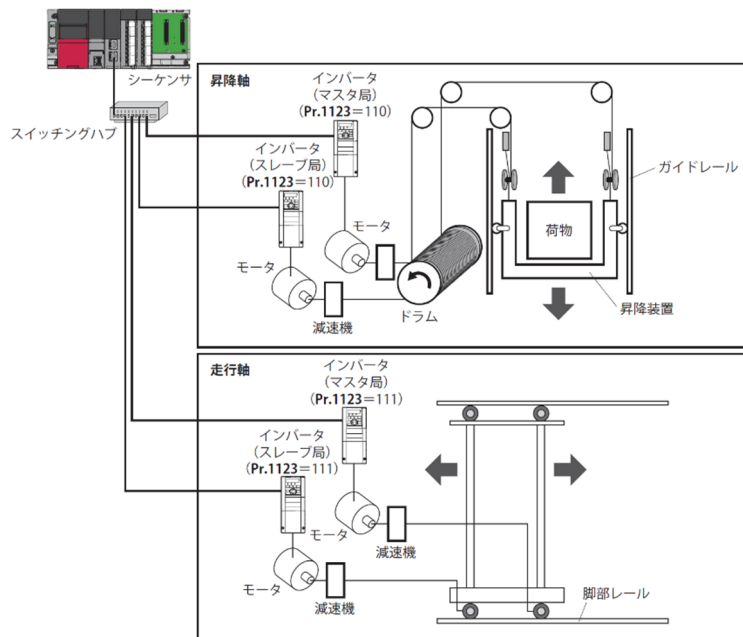 シーケンサ
スイッチングハブ
昇降軸
インバータ
(マスタ局)
(Pr.1123＝110)
インバータ
(スレーブ局)
(Pr.1123＝110)
モータ
モータ
減速機
ドラム
荷物
ガイドレール
昇降装置
走行軸
インバータ
(マスタ局)
(Pr.1123＝111)
インバータ
(スレーブ局)
(Pr.1123＝111)
モータ
減速機
モータ
減速機
脚部レール